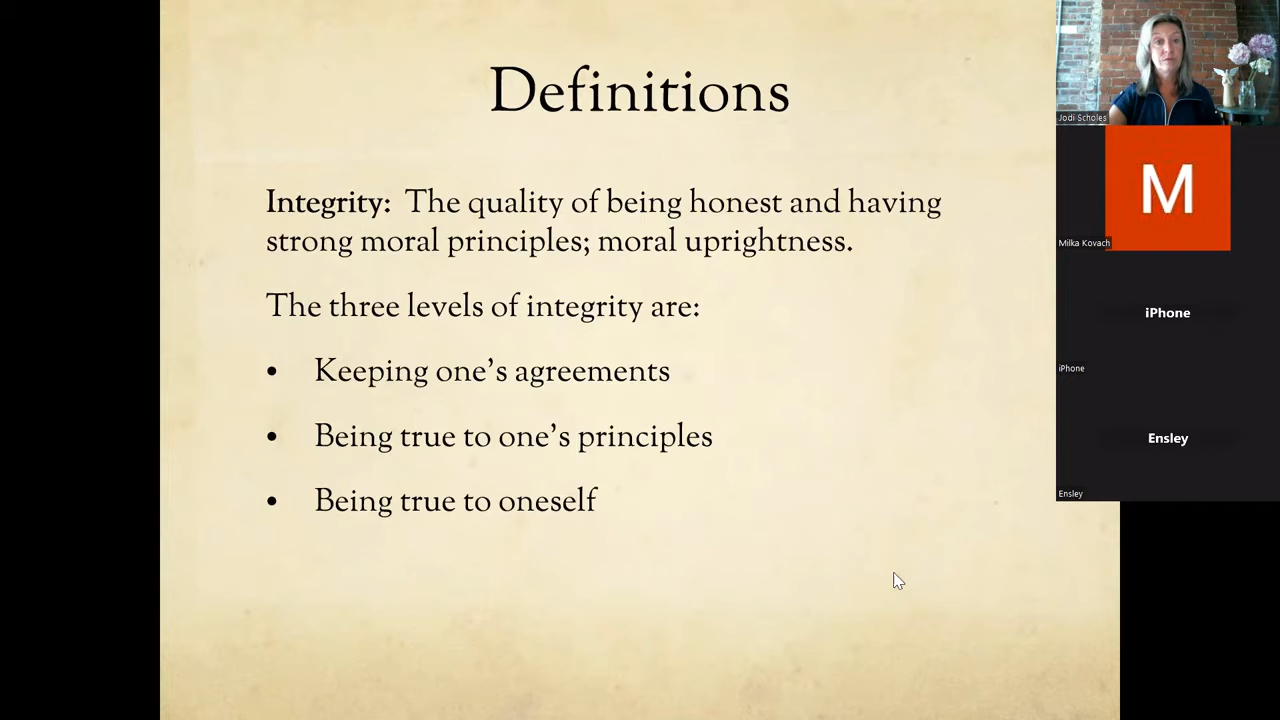 Definitions
Integrity: The quality of being honest and having
strong moral principles; moral uprightness.
The three levels of integrity are:
• Keeping one’s agreements
• Being true to one’s principles
• Being true to oneself
Jodi Scholes
M
Milka Kovach
iPhone
iPhone
Ensley
Ensley